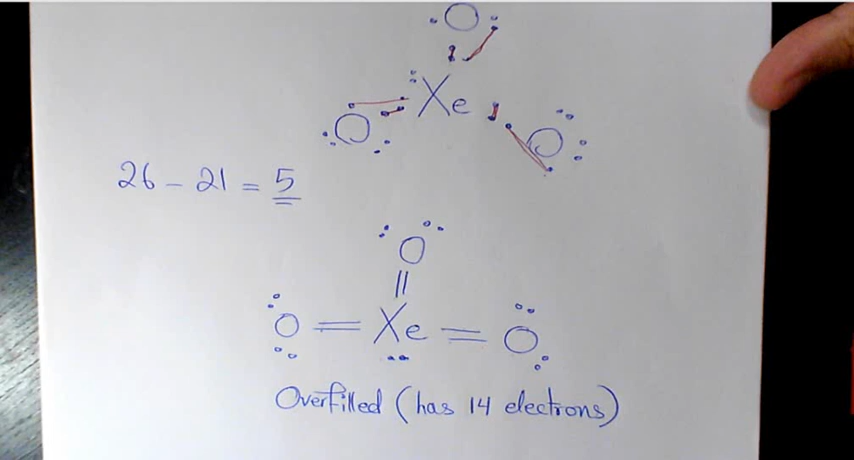 O
Xe
O
O
26 - 21 = 5
O
||
O = Xe = O
Overfilled (has 14 electrons)